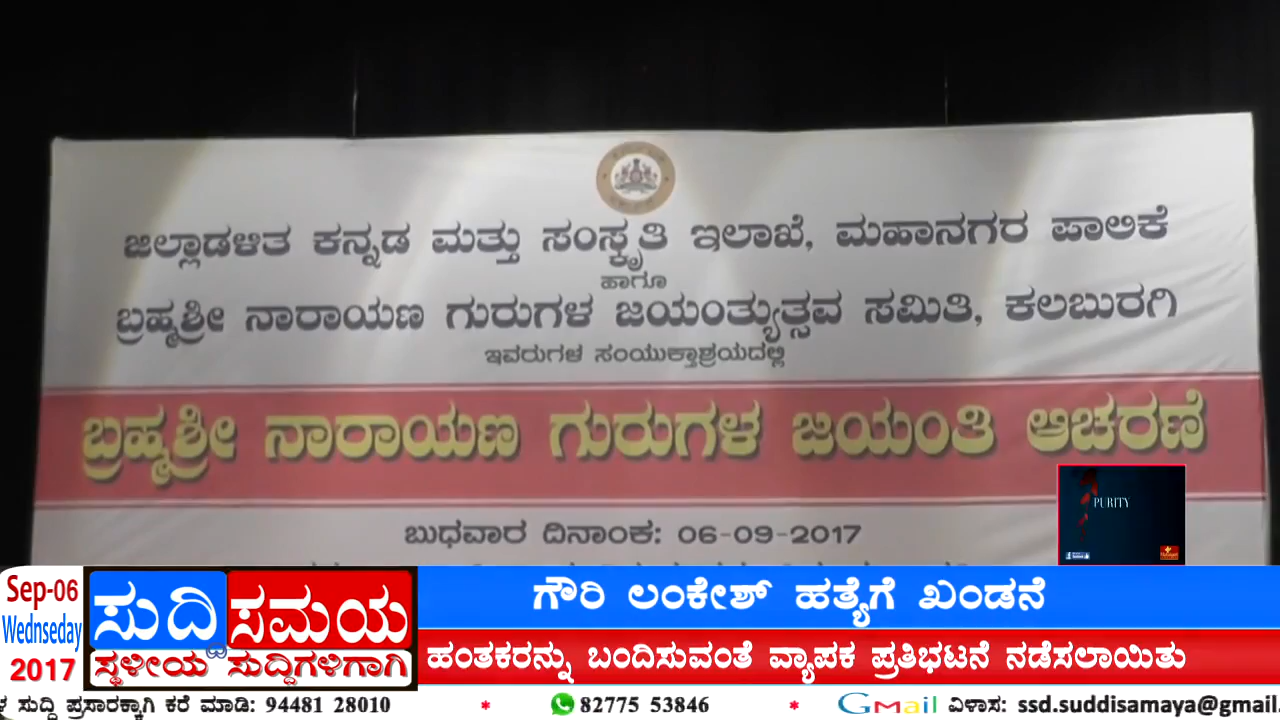 ಜಿಲ್ಲಾಡಳಿತ ಕನ್ನಡ ಮತ್ತು ಸಂಸ್ಕೃತಿ ಇಲಾಖೆ, ಮಹಾನಗರ ಪಾಲಿಕೆ
ಹಾಗೂ
ಬ್ರಹ್ಮಶ್ರೀ ನಾರಾಯಣ ಗುರುಗಳ ಜಯಂತ್ಯುತ್ಸವ ಸಮಿತಿ, ಕಲಬುರಗಿ
ಇವರುಗಳ ಸಂಯುಕ್ತಾಶ್ರಯದಲ್ಲಿ
ಬ್ರಹ್ಮಶ್ರೀ ನಾರಾಯಣ ಗುರುಗಳ ಜಯಂತಿ ಆಚರಣೆ
ಬುಧವಾರ ದಿನಾಂಕ: 06-09-2017
PURITY
Sep-06
Wednseday
2017
ಸುದ್ದಿ ಸಮಯ
ಸ್ಥಳೀಯ ಸುದ್ದಿಗಳಿಗಾಗಿ
ಗೌರಿ ಲಂಕೇಶ್ ಹತ್ಯೆಗೆ ಖಂಡನೆ
ಹಂತಕರನ್ನು ಬಂದಿಸುವಂತೆ ವ್ಯಾಪಕ ಪ್ರತಿಭಟನೆ ನಡೆಸಲಾಯಿತು
ಸುದ್ದಿ ಪ್ರಸಾರಕ್ಕಾಗಿ ಕರೆ ಮಾಡಿ: 94481 28010 * 82775 53846 * Gmail ವಿಳಾಸ: ssd.suddisamaya@gmail.